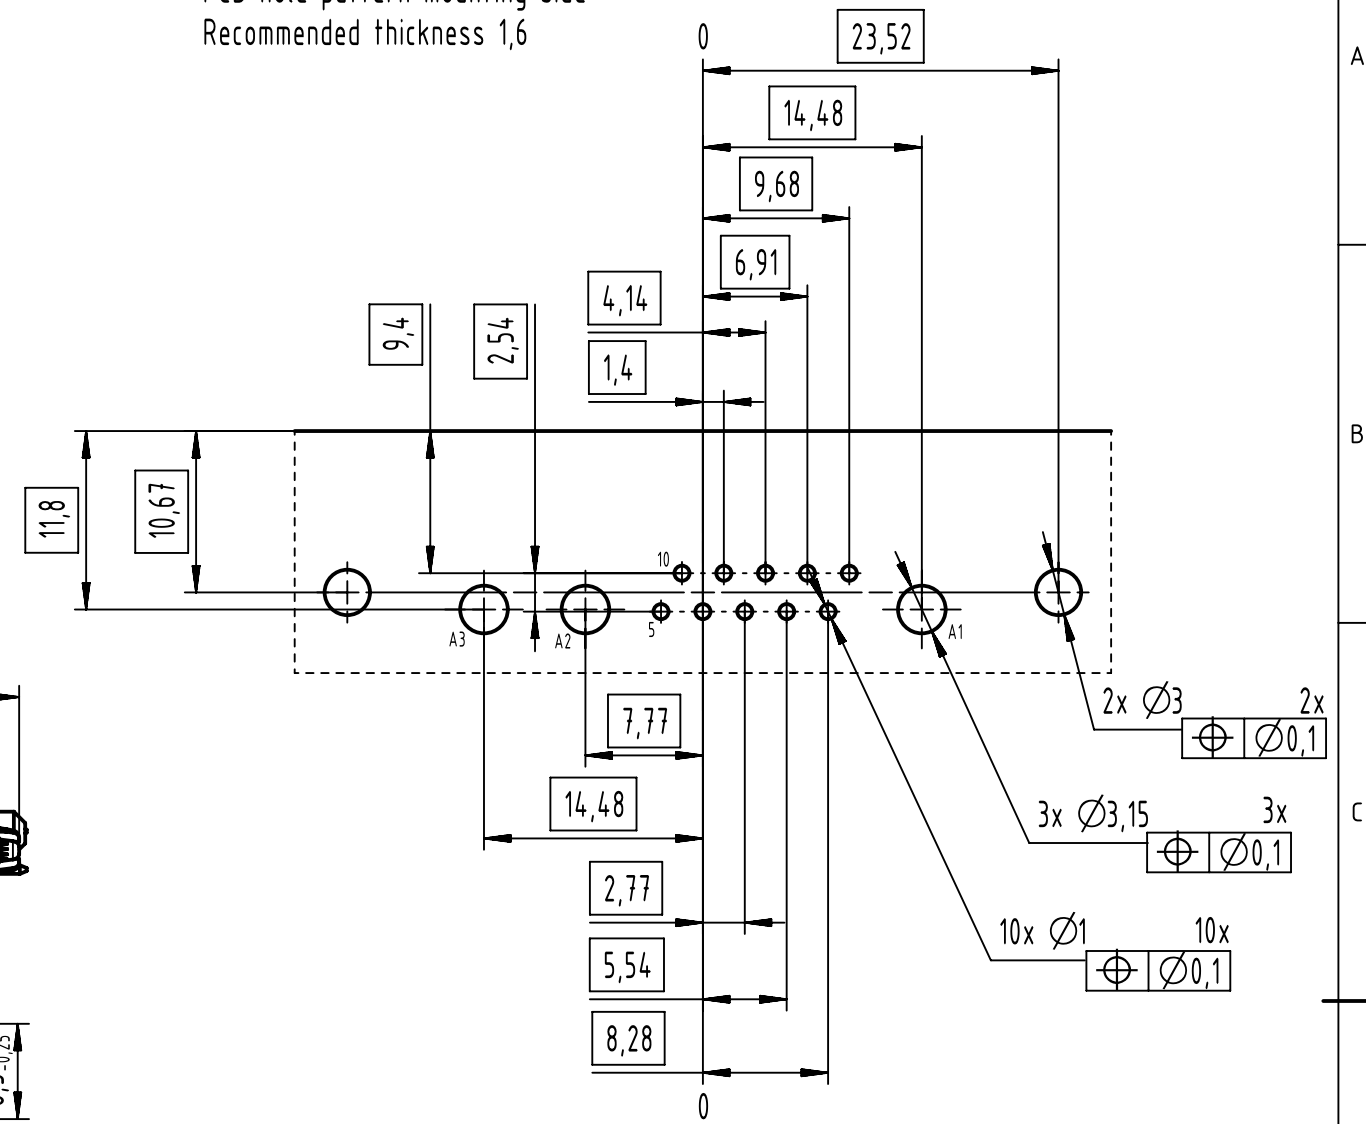 Recommended thickness 1,6
0
23,52
A
14,48
9,68
6,91
4,14
9,4
2,54
1,4
B
11,8
10,67
10
5
A3
A2
A1
7,77
2x Ø3 2x
Ø0,1
14,48
3x Ø3,15 3x
Ø0,1
C
2,77
10x Ø1 10x
Ø0,1
5,54
8,28
0